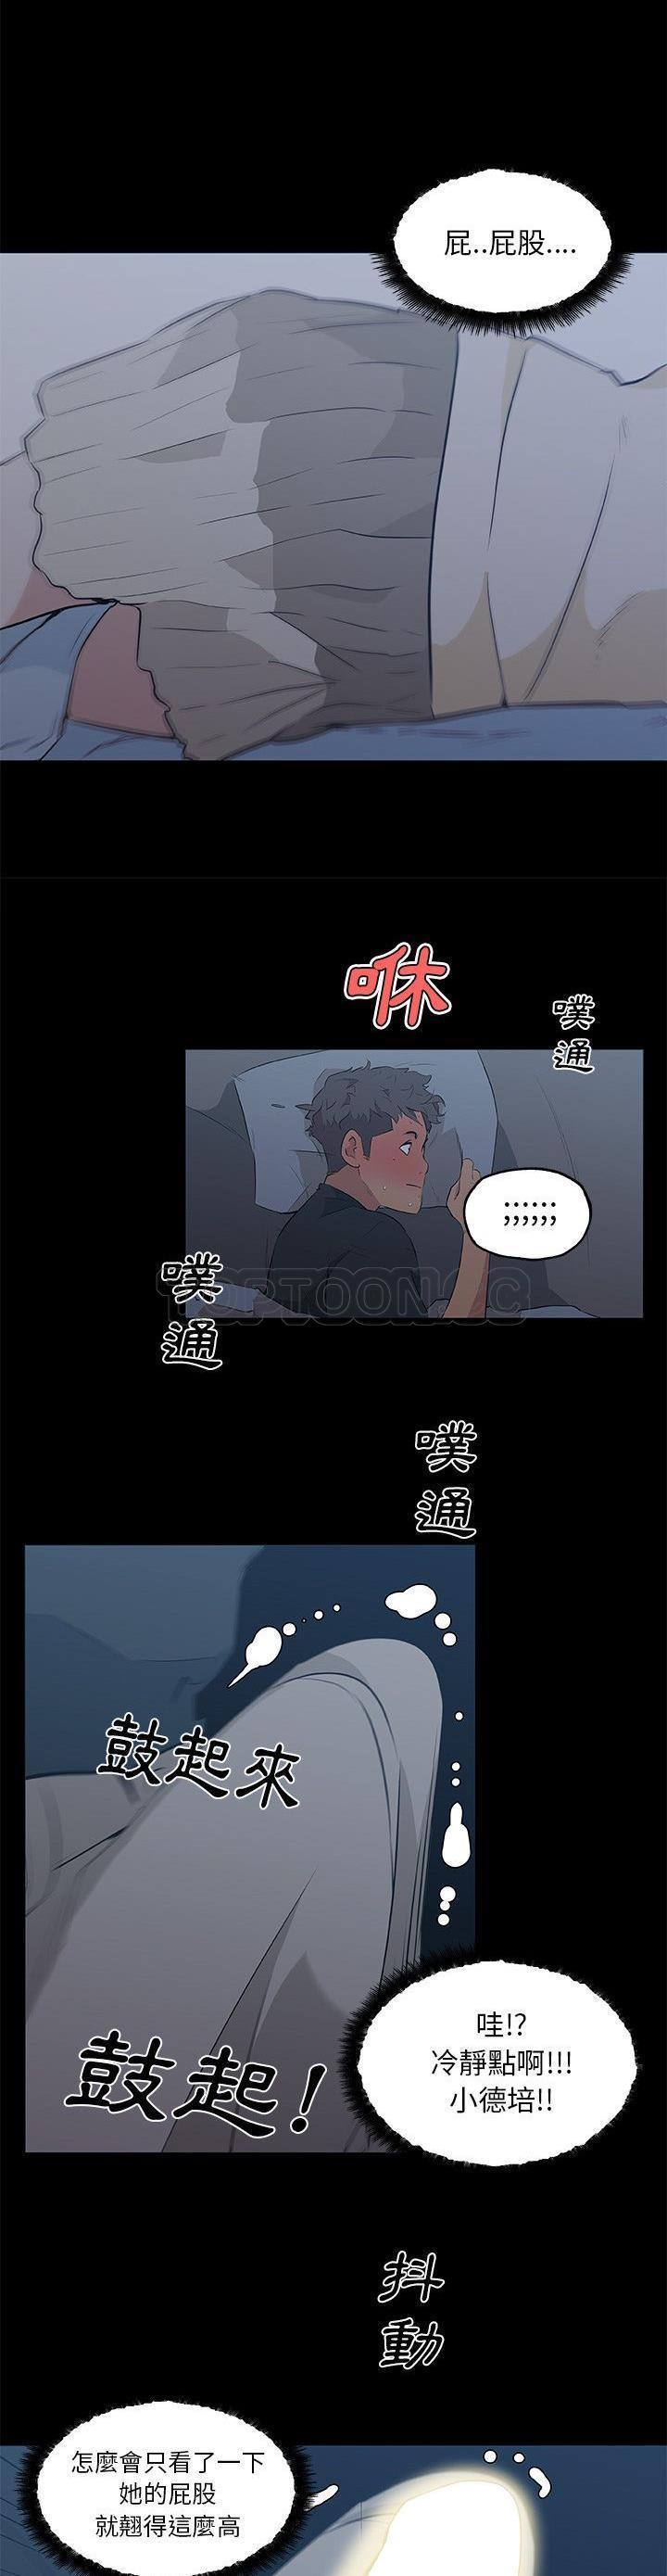 屁..屁股....
咻
噗
通
;;;;;;
噗
通
TOPTOON.CC
噗
通
鼓起來
哇!?
冷靜點啊!!!
小德培!!
鼓起!
抖
動
怎麼會只看了一下
她的屁股
就翹得這麼高